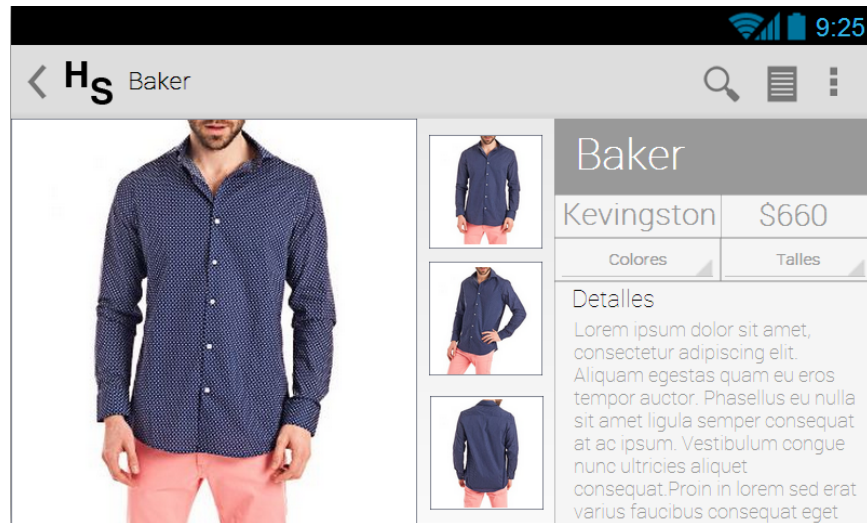 9:25
HS Baker
Baker
Kevingston $660
Colores Talles
Detalles
Lorem ipsum dolor sit amet,
consectetur adipiscing elit.
Aliquam egestas quam eu eros
tempor auctor. Phasellus eu nulla
sit amet ligula semper consequat
at ac ipsum. Vestibulum congue
nunc ultricies aliquet
consequat.Proin in lorem sed erat
varius faucibus consequat eget